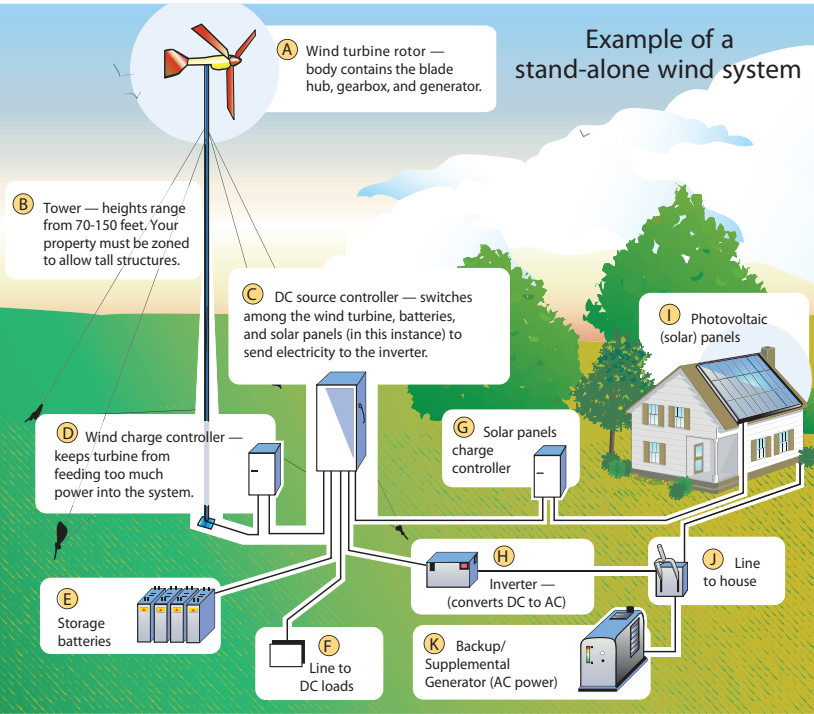 Example of a
stand-alone wind system
A Wind turbine rotor —
body contains the blade
hub, gearbox, and generator.
B Tower — heights range
from 70-150 feet. Your
property must be zoned
to allow tall structures.
C DC source controller — switches
among the wind turbine, batteries,
and solar panels (in this instance) to
send electricity to the inverter.
I Photovoltaic
(solar) panels
D Wind charge controller —
keeps turbine from
feeding too much
power into the system.
G Solar panels
charge
controller
H
Inverter —
(converts DC to AC)
J Line
to house
E
Storage
batteries
F
Line to
DC loads
K Backup/
Supplemental
Generator (AC power)